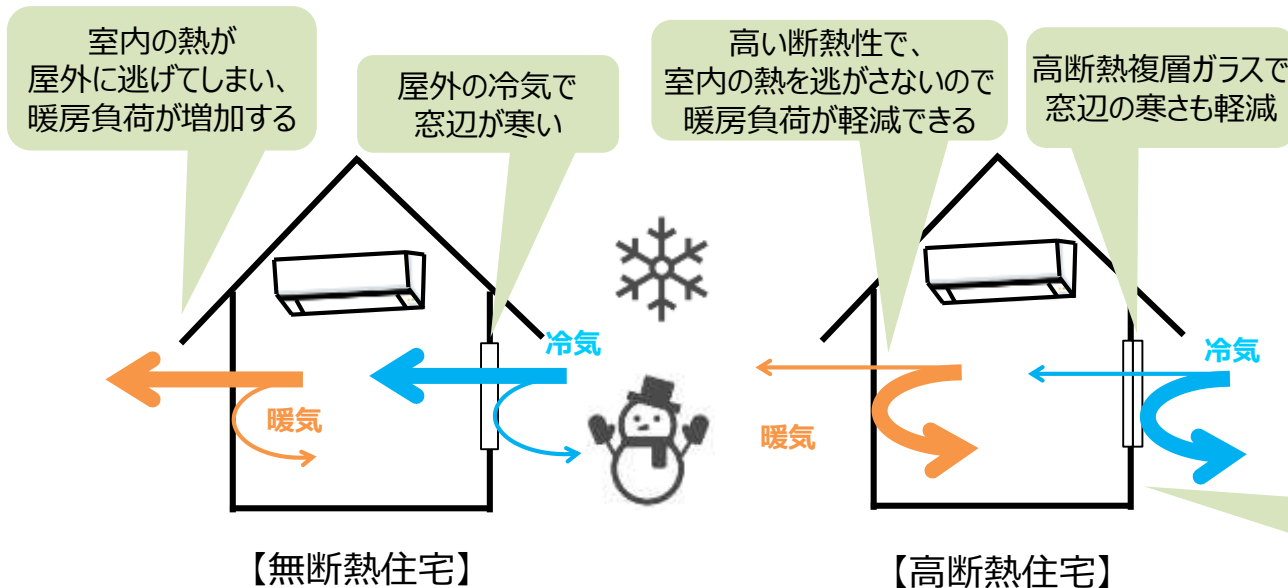 室内の熱が
屋外に逃げてしまい、
暖房負荷が増加する
屋外の冷気で
窓辺が寒い
高い断熱性で、
室内の熱を逃がさないので
暖房負荷が軽減できる
高断熱複層ガラスで
窓辺の寒さも軽減
冷気
暖気
冷気
暖気
【無断熱住宅】
【高断熱住宅】